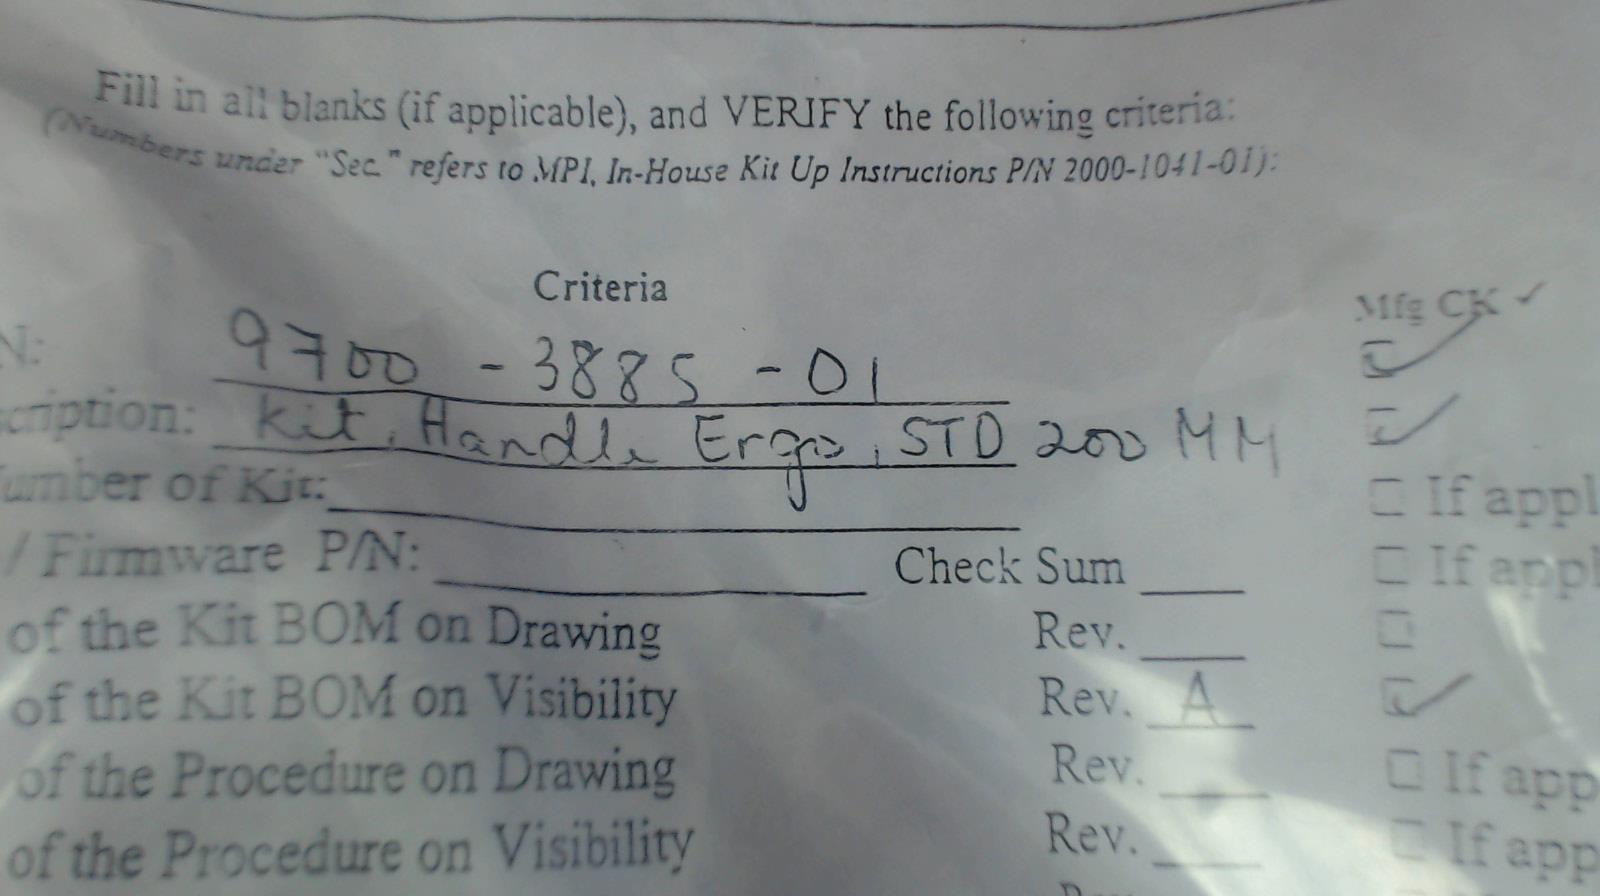 Fill in all blanks (if applicable), and VERIFY the following criteria:
(Numbers under "Sec." refers to MPI, In-House Kit Up Instructions P/N 2000-1041-01):
Criteria
Mfg CK ✓
N:
9700-3885-01
cription: Kit, Handle Ergo, STD 200 MM
umber of Kit:
If appl
/ Firmware P/N: Check Sum
If appl
of the Kit BOM on Drawing Rev.
of the Kit BOM on Visibility Rev. A
of the Procedure on Drawing Rev.
If app
of the Procedure on Visibility Rev.
If app